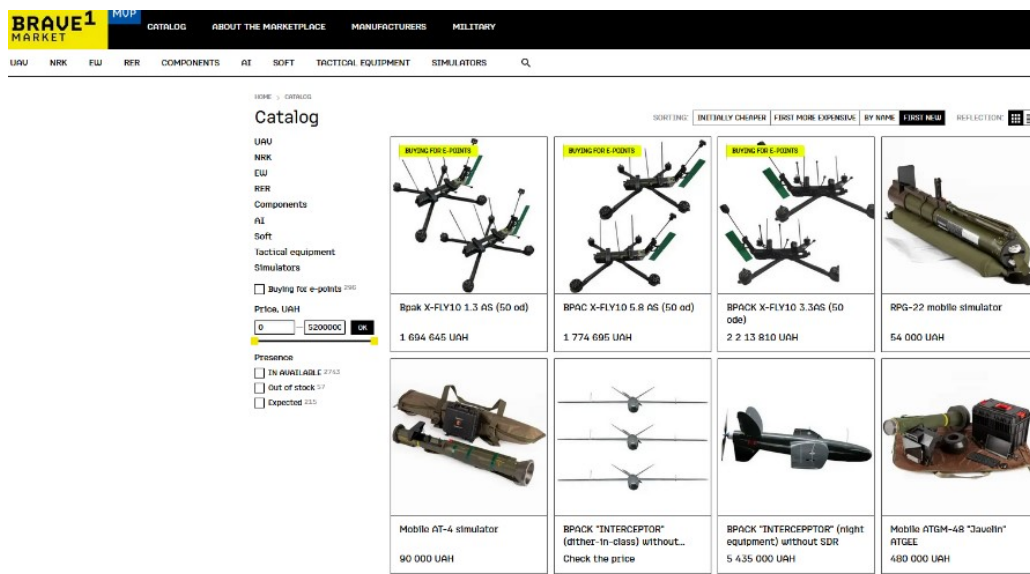 BRAVE1
MARKET
MVP
CATALOG ABOUT THE MARKETPLACE MANUFACTURERS MILITARY
UAV NRK EW RER COMPONENTS AI SOFT TACTICAL EQUIPMENT SIMULATORS
HOME > CATALOG
Catalog
SORTING: INITIALLY CHEAPER FIRST MORE EXPENSIVE BY NAME FIRST NEW REFLECTION:
UAV
NRK
EW
RER
Components
AI
Soft
Tactical equipment
Simulators
Buying for e-points 290
Price, UAH
0 — 5200000 OK
Presence
IN AVAILABLE 2743
Out of stock 57
Expected 215
BUYING FOR E-POINTS
Bpak X-FLY10 1.3 AS (50 od)
1 694 645 UAH
BUYING FOR E-POINTS
BPAC X-FLY10 5.8 AS (50 od)
1 774 695 UAH
BUYING FOR E-POINTS
BPACK X-FLY10 3.3AS (50
ode)
2 2 13 810 UAH
RPG-22 mobile simulator
54 000 UAH
Mobile AT-4 simulator
90 000 UAH
BPACK "INTERCEPTOR"
(dither-in-class) without...
Check the price
BPACK "INTERCEPPTOR" (night
equipment) without SDR
5 435 000 UAH
Mobile ATGM-48 "Javelin"
ATGEE
480 000 UAH